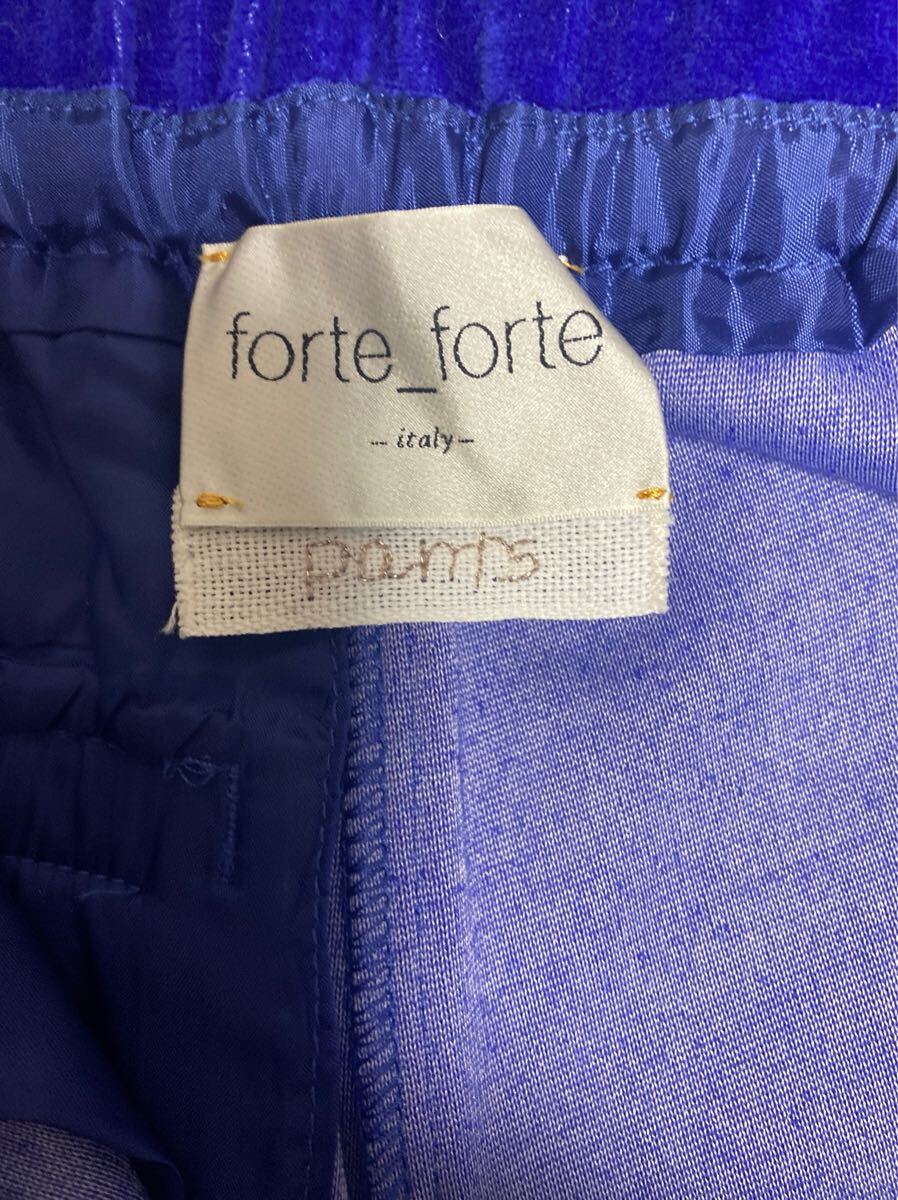 forte_forte
- italy -
pants